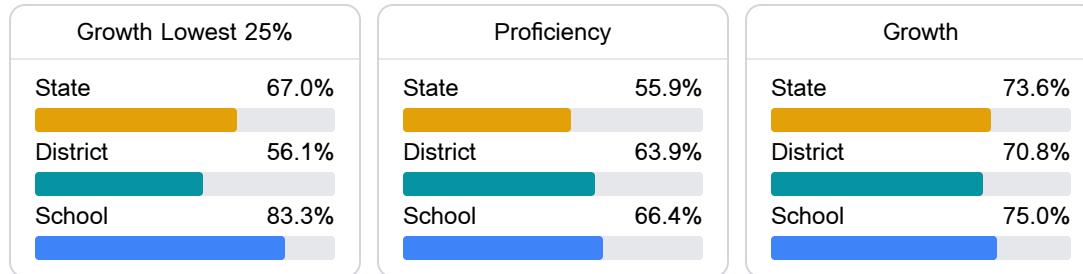 Growth Lowest 25%
State 67.0%
District 56.1%
School 83.3%
Proficiency
State 55.9%
District 63.9%
School 66.4%
Growth
State 73.6%
District 70.8%
School 75.0%